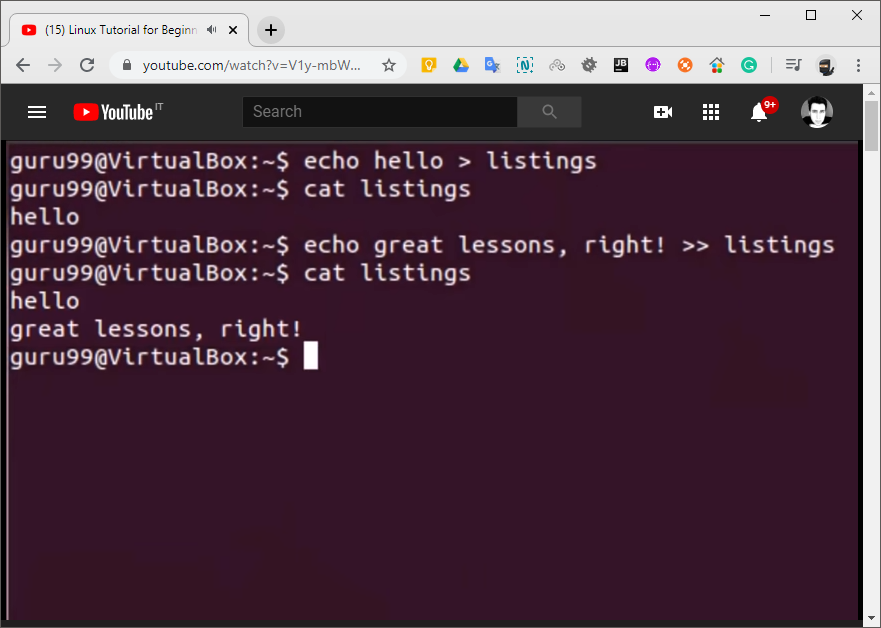 (15) Linux Tutorial for Beginn
youtube.com/watch?v=V1y-mbW...
JB
YouTube IT
Search
9+
guru99@VirtualBox:~$ echo hello > listings
guru99@VirtualBox:~$ cat listings
hello
guru99@VirtualBox:~$ echo great lessons, right! >> listings
guru99@VirtualBox:~$ cat listings
hello
great lessons, right!
guru99@VirtualBox:~$